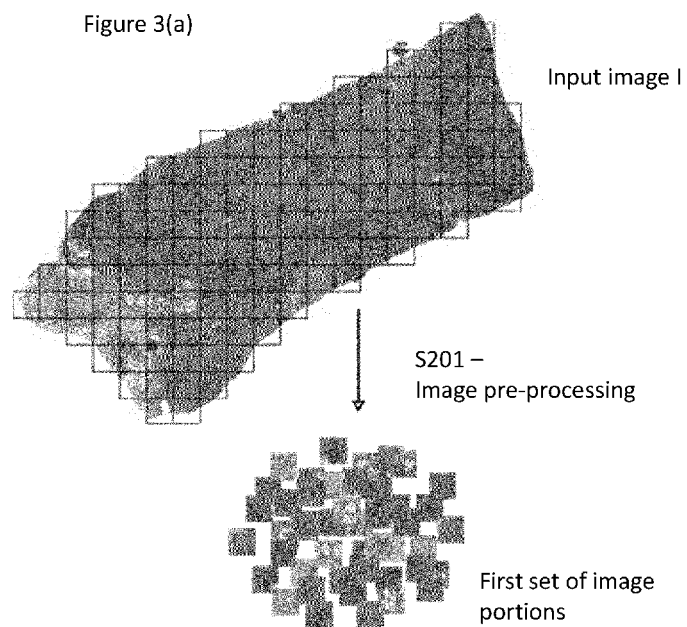 Figure 3(a)
Input image I
S201 –
Image pre-processing
First set of image
portions